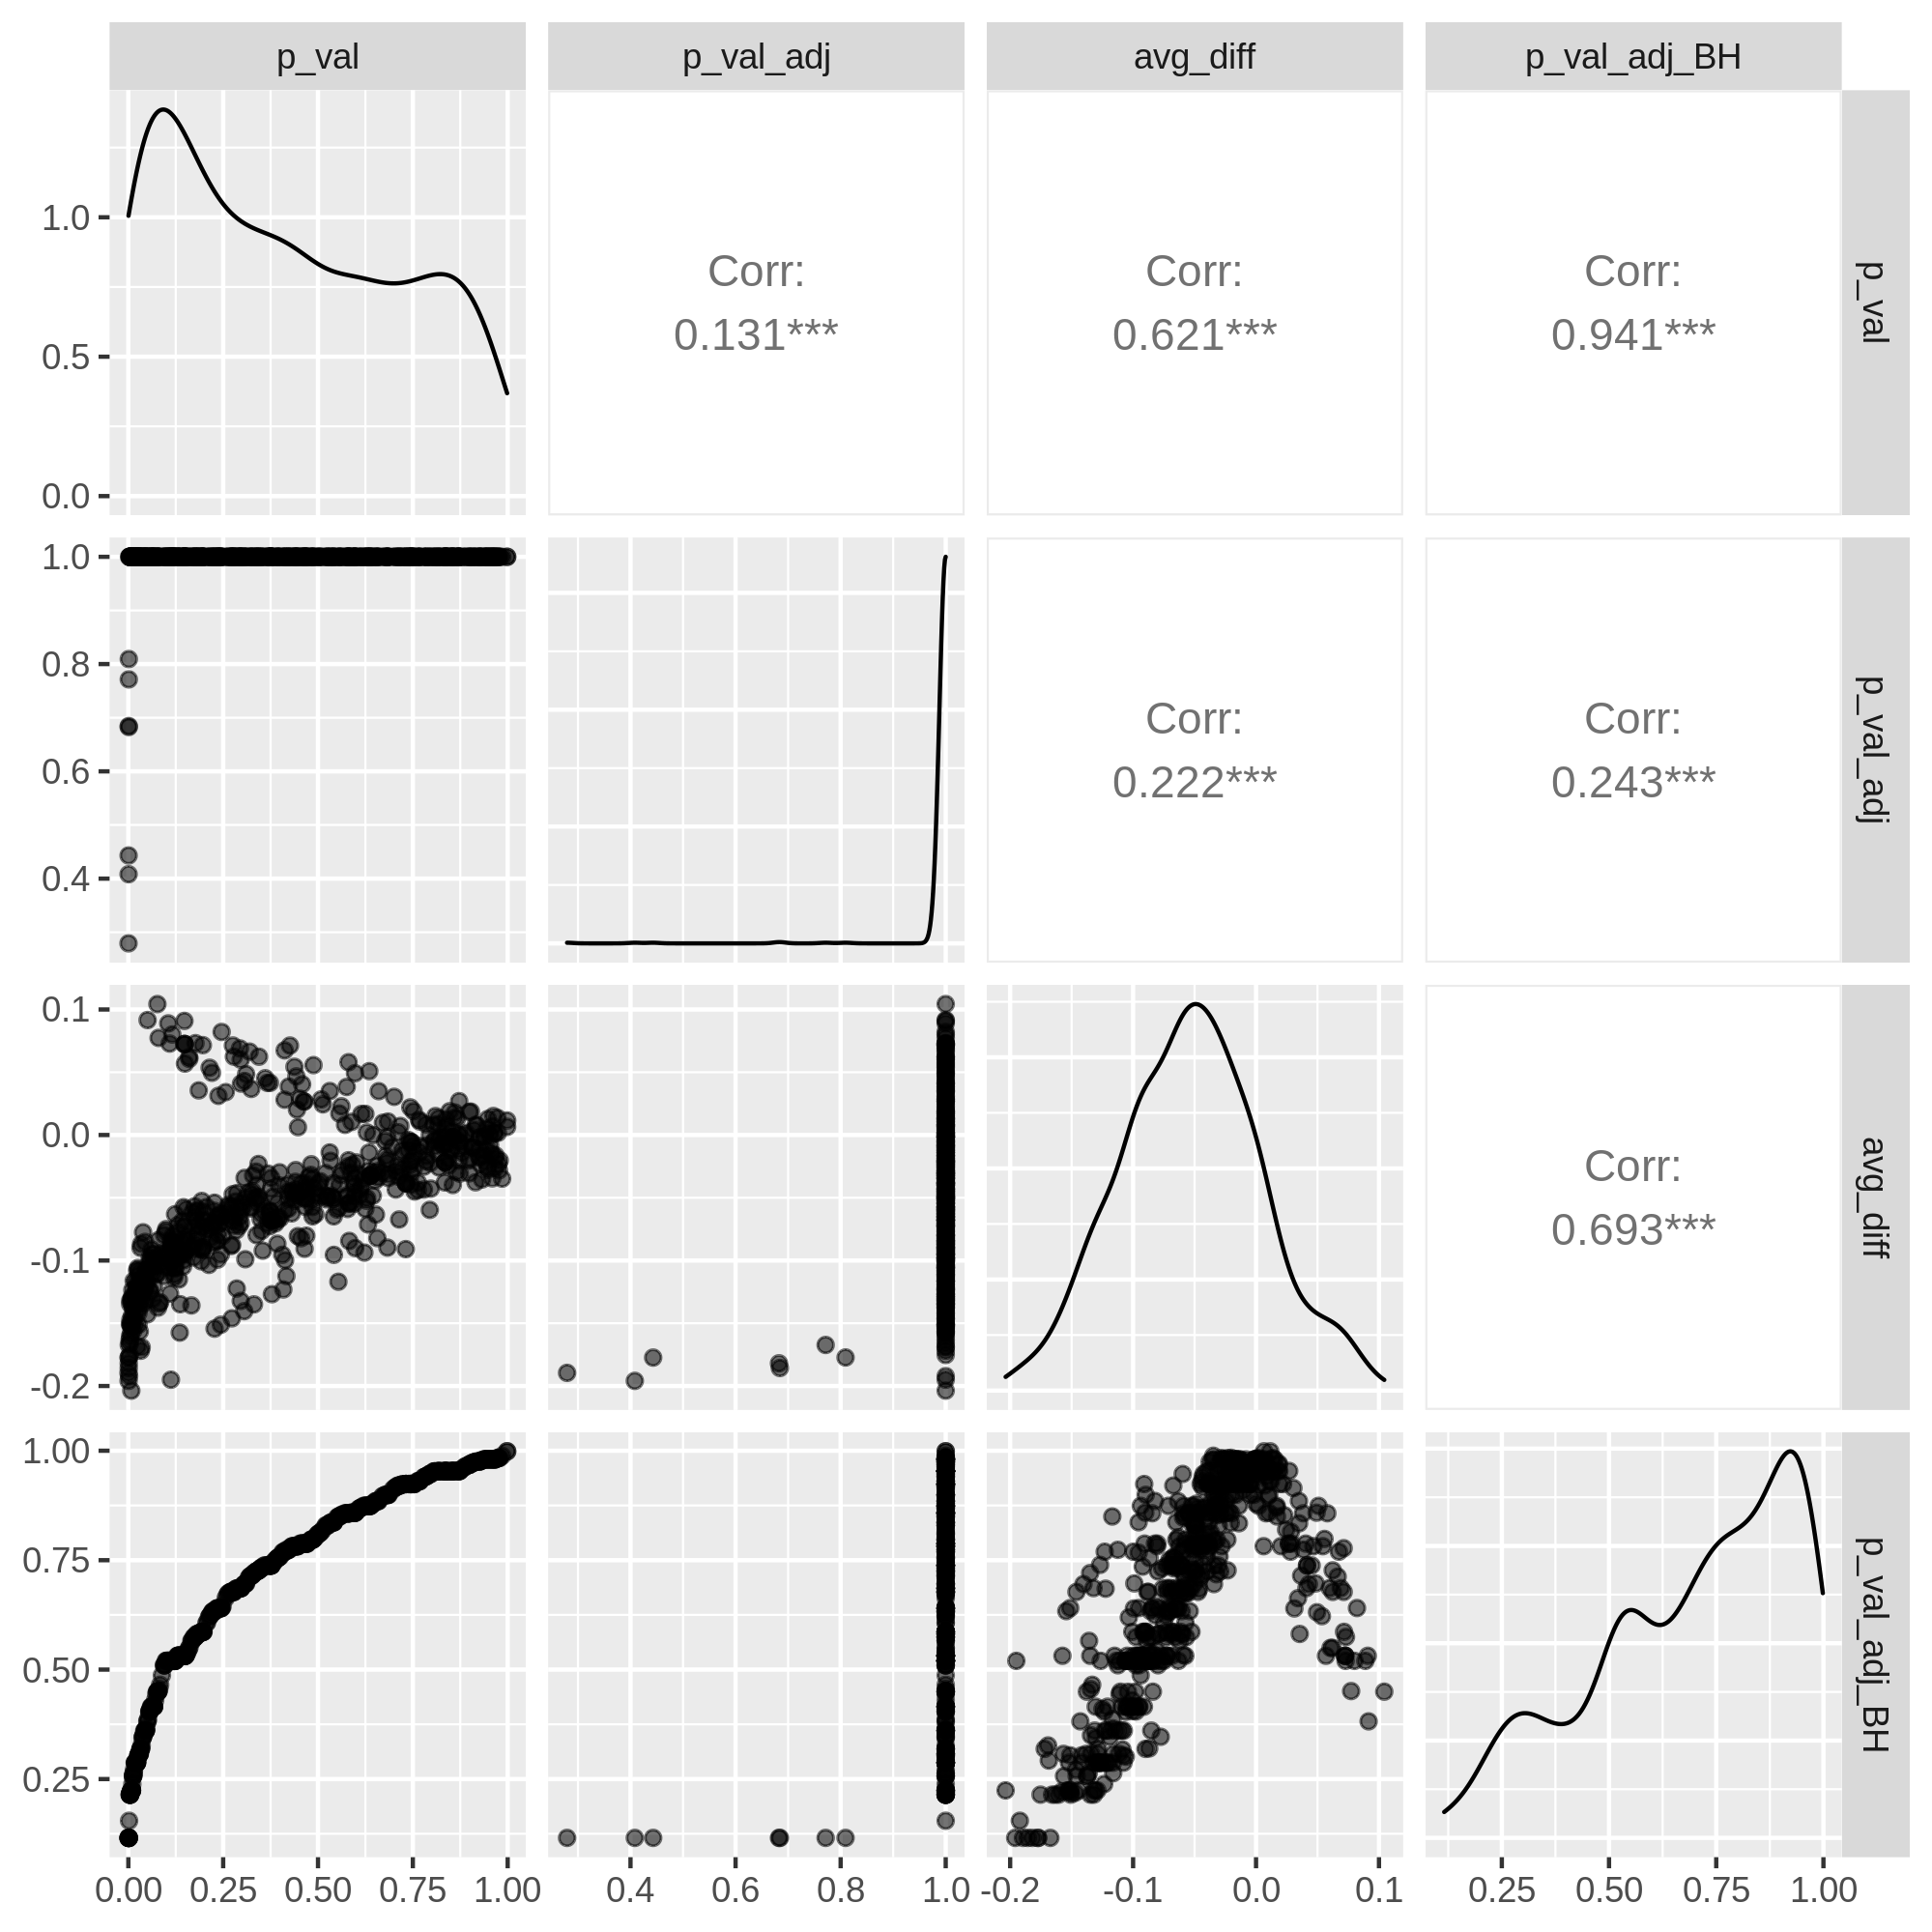 p_val
p_val_adj
avg_diff
p_val_adj_BH
1.0
0.5
0.0
Corr:
0.131***
Corr:
0.621***
Corr:
0.941***
p_val
1.0
0.8
0.6
0.4
Corr:
0.222***
Corr:
0.243***
p_val_adj
0.1
0.0
-0.1
-0.2
Corr:
0.693***
avg_diff
1.00
0.75
0.50
0.25
p_val_adj_BH
0.00 0.25 0.50 0.75 1.00
0.4 0.6 0.8 1.0
-0.2 -0.1 0.0 0.1
0.25 0.50 0.75 1.00